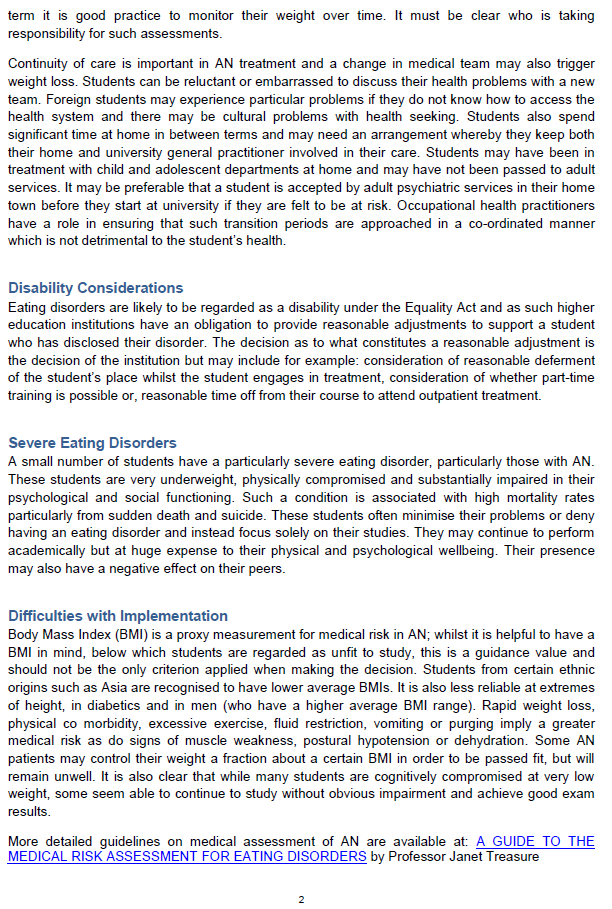 term it is good practice to monitor their weight over time. It must be clear who is taking
responsibility for such assessments.
Continuity of care is important in AN treatment and a change in medical team may also trigger
weight loss. Students can be reluctant or embarrassed to discuss their health problems with a new
team. Foreign students may experience particular problems if they do not know how to access the
health system and there may be cultural problems with health seeking. Students also spend
significant time at home in between terms and may need an arrangement whereby they keep both
their home and university general practitioner involved in their care. Students may have been in
treatment with child and adolescent departments at home and may have not been passed to adult
services. It may be preferable that a student is accepted by adult psychiatric services in their home
town before they start at university if they are felt to be at risk. Occupational health practitioners
have a role in ensuring that such transition periods are approached in a co-ordinated manner
which is not detrimental to the student's health.
Disability Considerations
Eating disorders are likely to be regarded as a disability under the Equality Act and as such higher
education institutions have an obligation to provide reasonable adjustments to support a student
who has disclosed their disorder. The decision as to what constitutes a reasonable adjustment is
the decision of the institution but may include for example: consideration of reasonable deferment
of the student's place whilst the student engages in treatment, consideration of whether part-time
training is possible or, reasonable time off from their course to attend outpatient treatment.
Severe Eating Disorders
A small number of students have a particularly severe eating disorder, particularly those with AN.
These students are very underweight, physically compromised and substantially impaired in their
psychological and social functioning. Such a condition is associated with high mortality rates
particularly from sudden death and suicide. These students often minimise their problems or deny
having an eating disorder and instead focus solely on their studies. They may continue to perform
academically but at huge expense to their physical and psychological wellbeing. Their presence
may also have a negative effect on their peers.
Difficulties with Implementation
Body Mass Index (BMI) is a proxy measurement for medical risk in AN; whilst it is helpful to have a
BMI in mind, below which students are regarded as unfit to study, this is a guidance value and
should not be the only criterion applied when making the decision. Students from certain ethnic
origins such as Asia are recognised to have lower average BMIs. It is also less reliable at extremes
of height, in diabetics and in men (who have a higher average BMI range). Rapid weight loss,
physical co morbidity, excessive exercise, fluid restriction, vomiting or purging imply a greater
medical risk as do signs of muscle weakness, postural hypotension or dehydration. Some AN
patients may control their weight a fraction about a certain BMI in order to be passed fit, but will
remain unwell. It is also clear that while many students are cognitively compromised at very low
weight, some seem able to continue to study without obvious impairment and achieve good exam
results.
More detailed guidelines on medical assessment of AN are available at: A GUIDE TO THE
MEDICAL RISK ASSESSMENT FOR EATING DISORDERS by Professor Janet Treasure
2